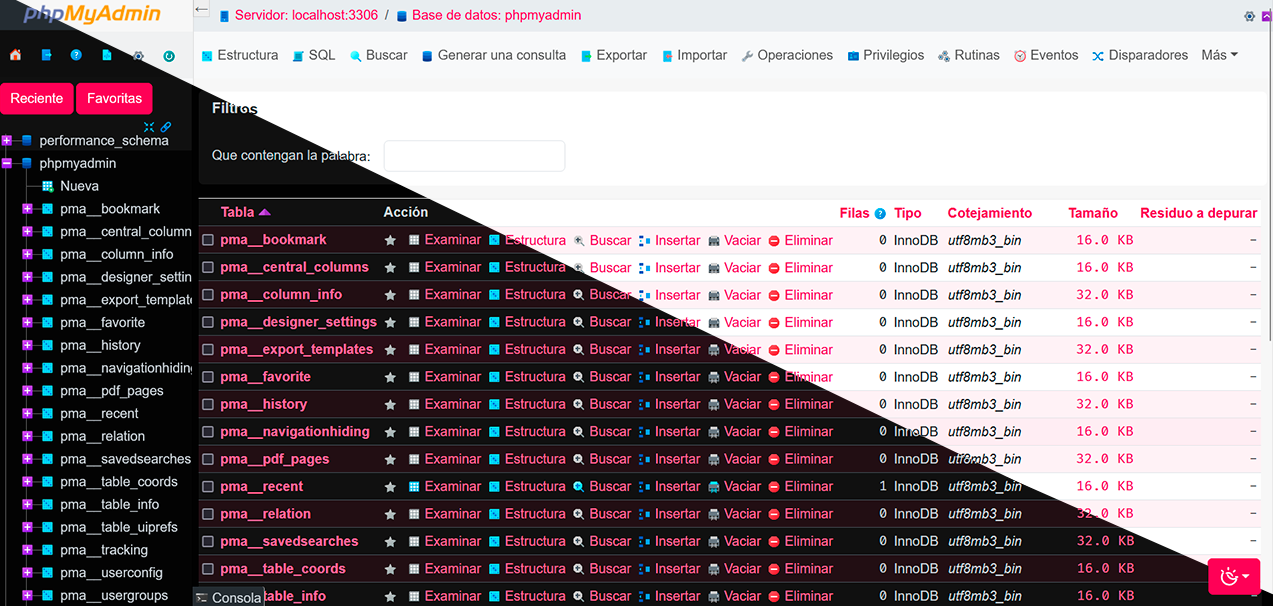 phpMyAdmin
Servidor: localhost:3306 / Base de datos: phpmyadmin
Estructura SQL Buscar Generar una consulta Exportar Importar Operaciones Privilegios Rutinas Eventos Disparadores Más
Reciente Favoritas
performance_schema
phpmyadmin
Nueva
pma__bookmark
pma__central_column
pma__column_info
pma__designer_settin
pma__export_template
pma__favorite
pma__history
pma__navigationhiding
pma__pdf_pages
pma__recent
pma__relation
pma__savedsearches
pma__table_coords
pma__table_info
pma__table_uiprefs
pma__tracking
pma__userconfig
pma__usergroups
Filtros
Que contengan la palabra:
Tabla Acción Filas Tipo Cotejamiento Tamaño Residuo a depurar
pma__bookmark Examinar Estructura Buscar Insertar Vaciar Eliminar 0 InnoDB utf8mb3_bin 16.0 KB -
pma__central_columns Examinar Estructura Buscar Insertar Vaciar Eliminar 0 InnoDB utf8mb3_bin 16.0 KB -
pma__column_info Examinar Estructura Buscar Insertar Vaciar Eliminar 0 InnoDB utf8mb3_bin 32.0 KB -
pma__designer_settings Examinar Estructura Buscar Insertar Vaciar Eliminar 0 InnoDB utf8mb3_bin 16.0 KB -
pma__export_templates Examinar Estructura Buscar Insertar Vaciar Eliminar 0 InnoDB utf8mb3_bin 32.0 KB -
pma__favorite Examinar Estructura Buscar Insertar Vaciar Eliminar 0 InnoDB utf8mb3_bin 16.0 KB -
pma__history Examinar Estructura Buscar Insertar Vaciar Eliminar 0 InnoDB utf8mb3_bin 32.0 KB -
pma__navigationhiding Examinar Estructura Buscar Insertar Vaciar Eliminar 0 InnoDB utf8mb3_bin 16.0 KB -
pma__pdf_pages Examinar Estructura Buscar Insertar Vaciar Eliminar 0 InnoDB utf8mb3_bin 32.0 KB -
pma__recent Examinar Estructura Buscar Insertar Vaciar Eliminar 1 InnoDB utf8mb3_bin 16.0 KB -
pma__relation Examinar Estructura Buscar Insertar Vaciar Eliminar 0 InnoDB utf8mb3_bin 32.0 KB -
pma__savedsearches Examinar Estructura Buscar Insertar Vaciar Eliminar 0 InnoDB utf8mb3_bin 32.0 KB -
pma__table_coords Examinar Estructura Buscar Insertar Vaciar Eliminar 0 InnoDB utf8mb3_bin 16.0 KB
table_info Examinar Estructura Buscar Insertar Vaciar Eliminar 0 InnoDB utf8mb3_bin 16.0 KB -
Consola